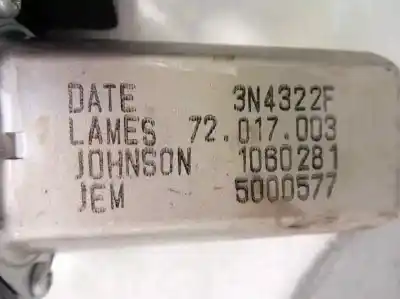 DATE 3N4322F
LAMES 72.017.003
JOHNSON 1060281
JEM 5000577